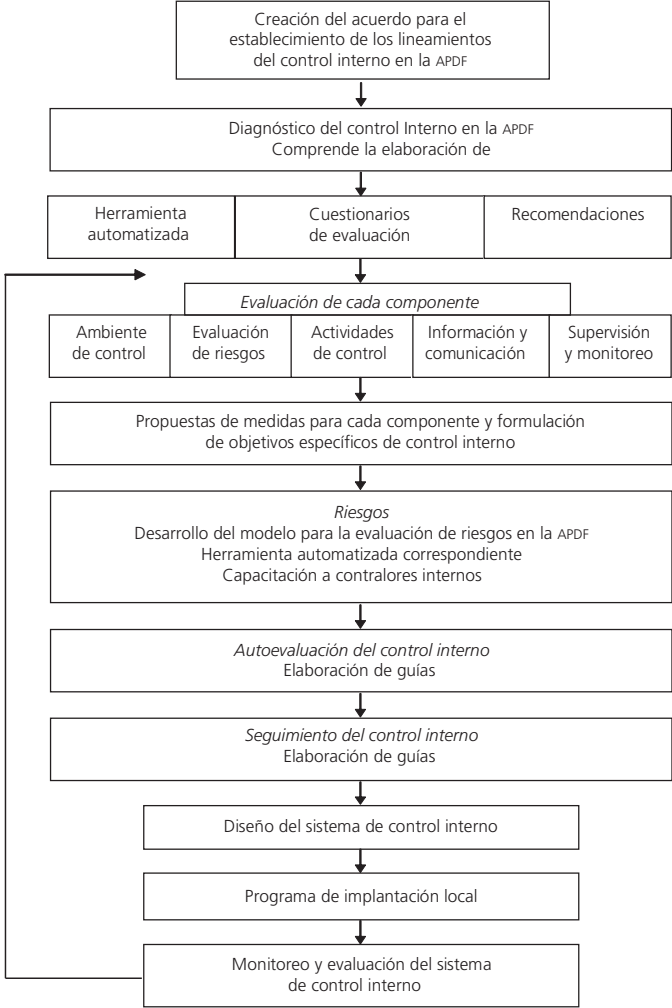 Creación del acuerdo para el
establecimiento de los lineamientos
del control interno en la APDF
Diagnóstico del control Interno en la APDF
Comprende la elaboración de
Herramienta
automatizada
Cuestionarios
de evaluación
Recomendaciones
Evaluación de cada componente
Ambiente
de control
Evaluación
de riesgos
Actividades
de control
Información y
comunicación
Supervisión
y monitoreo
Propuestas de medidas para cada componente y formulación
de objetivos específicos de control interno
Riesgos
Desarrollo del modelo para la evaluación de riesgos en la APDF
Herramienta automatizada correspondiente
Capacitación a contralores internos
Autoevaluación del control interno
Elaboración de guías
Seguimiento del control interno
Elaboración de guías
Diseño del sistema de control interno
Programa de implantación local
Monitoreo y evaluación del sistema
de control interno